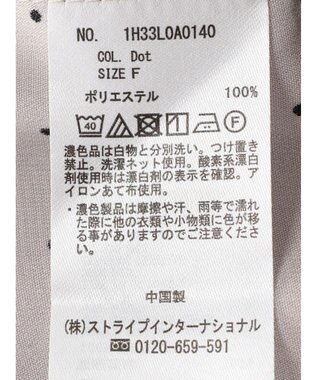 NO. 1H33L0A0140
COL. Dot
SIZE F
ポリエステル 100%
40 F
濃色品は白物と分別洗い。つけ置き
禁止。洗濯ネット使用。酸素系漂白
剤使用時は漂白剤の表示を確認。ア
イロンあて布使用。
・濃色製品は摩擦や汗、雨等で濡れ
た際に他の衣類や小物類に色が移
る事がありますのでご注意くださ
い。
中国製
(株)ストライプインターナショナル
0120-659-591